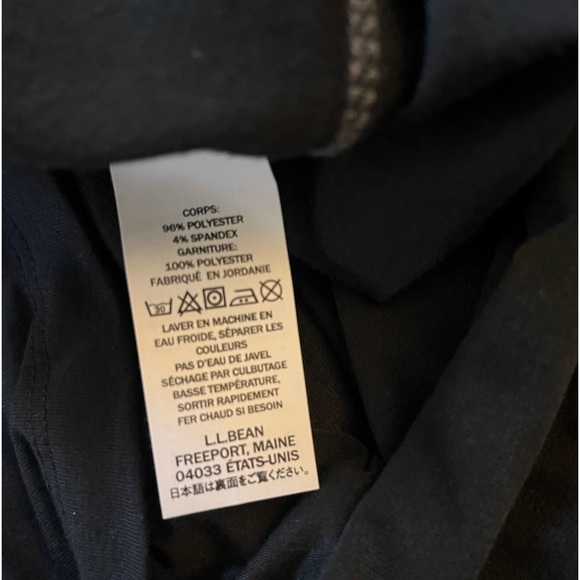 CORPS:
96% POLYESTER
4% SPANDEX
GARNITURE:
100% POLYESTER
FABRIQUÉ EN JORDANIE
30
LAVER EN MACHINE EN
EAU FROIDE, SÉPARER LES
COULEURS
PAS D'EAU DE JAVEL
SÉCHAGE PAR CULBUTAGE
BASSE TEMPÉRATURE,
SORTIR RAPIDEMENT
FER CHAUD SI BESOIN
L.L.BEAN
FREEPORT, MAINE
04033 ÉTATS-UNIS
日本語は裏面をご覧ください。